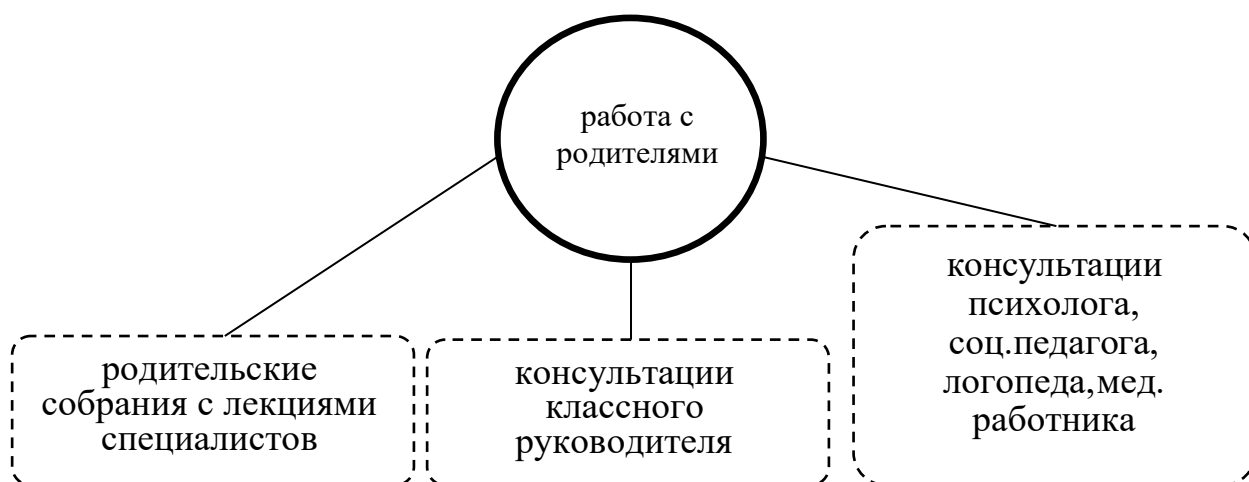 работа с
родителями
родительские
собрания с лекциями
специалистов
консультации
классного
руководителя
консультации
психолога,
соц.педагога,
логопеда,мед.
работника